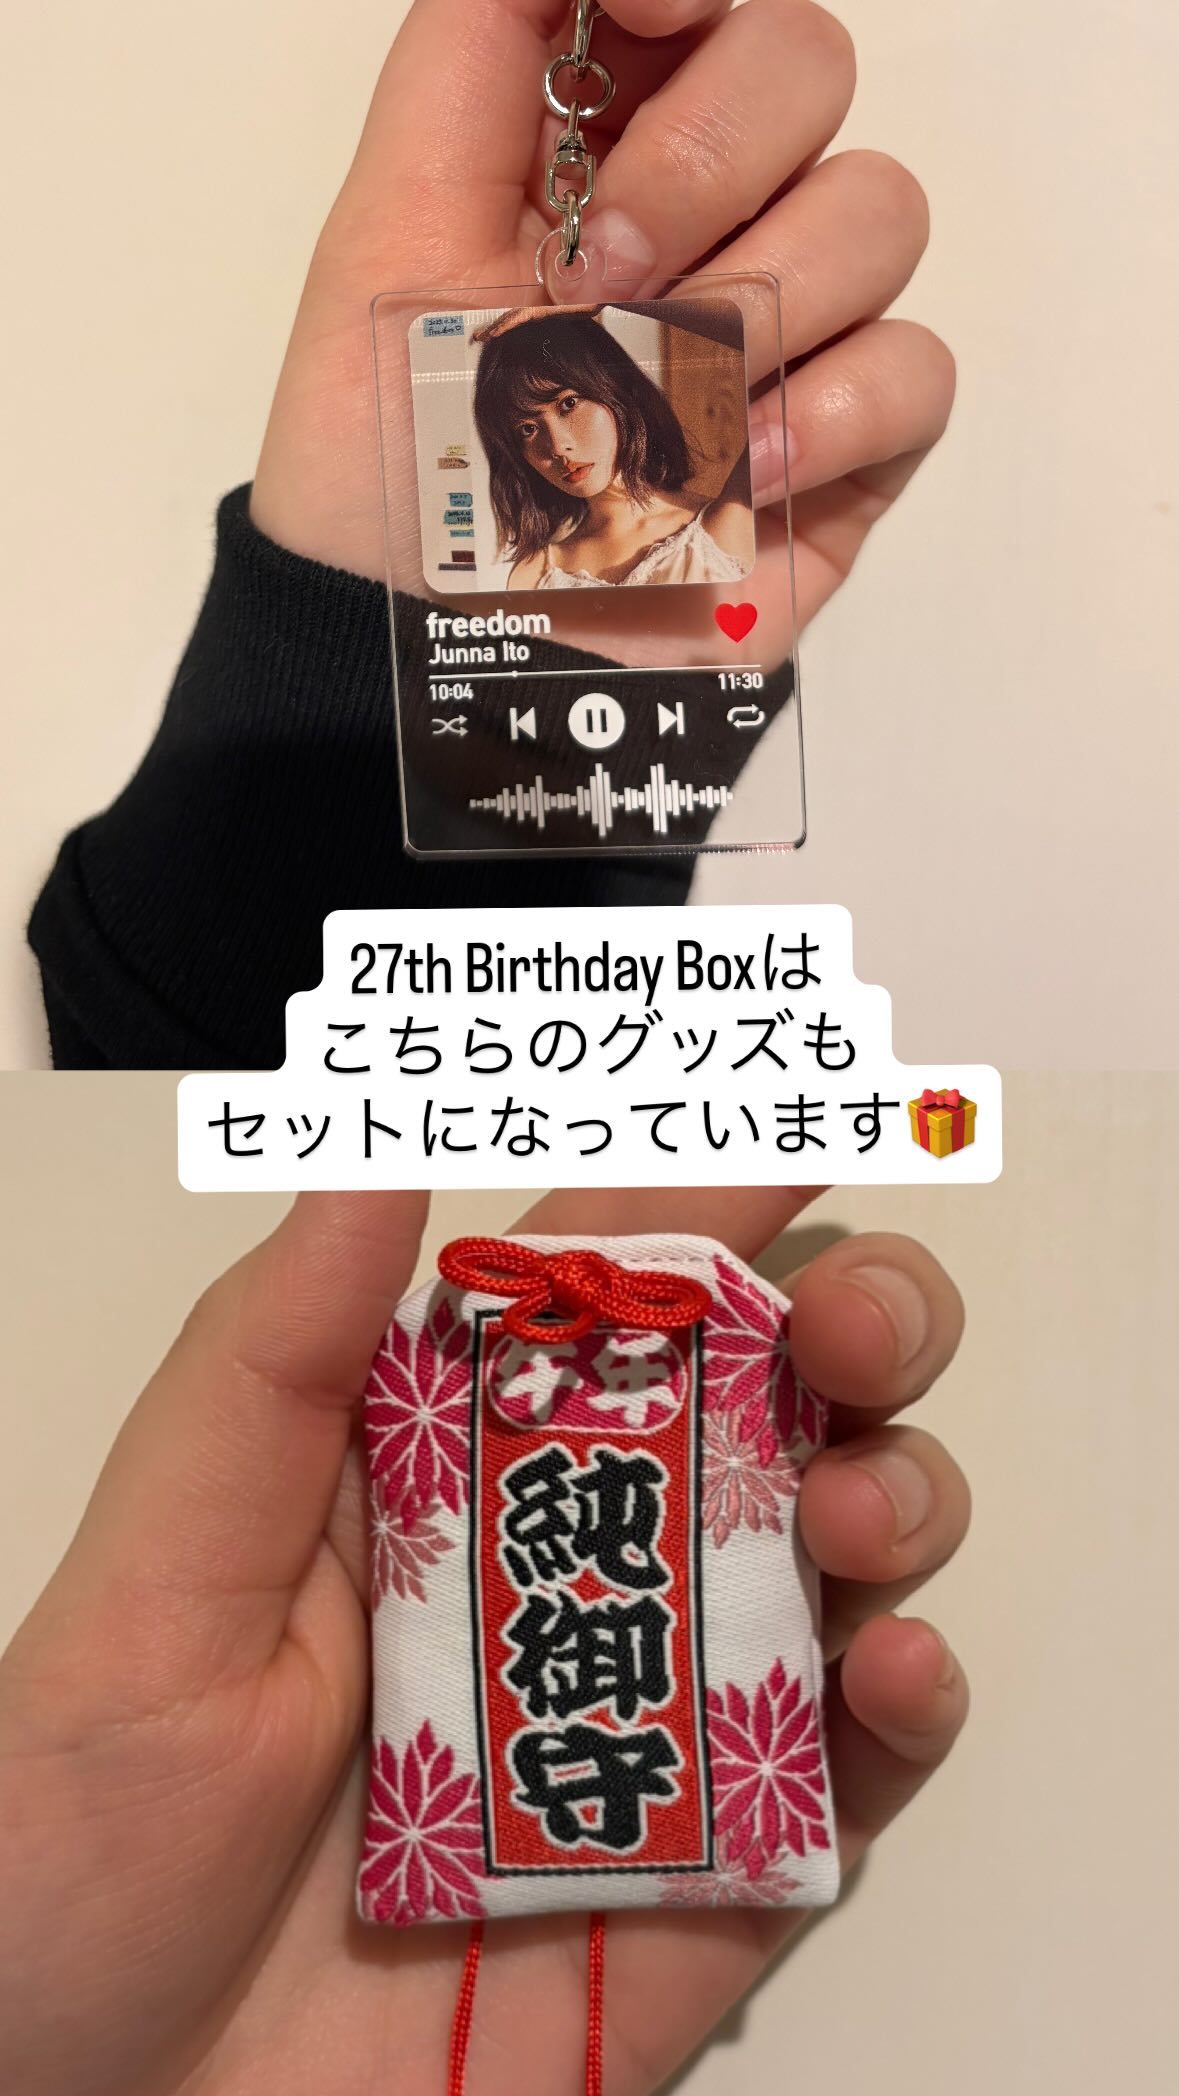 freedom
Junna Ito
10:04
11:30
27th Birthday Boxは
こちらのグッズも
セットになっています🎁
午年
純御守